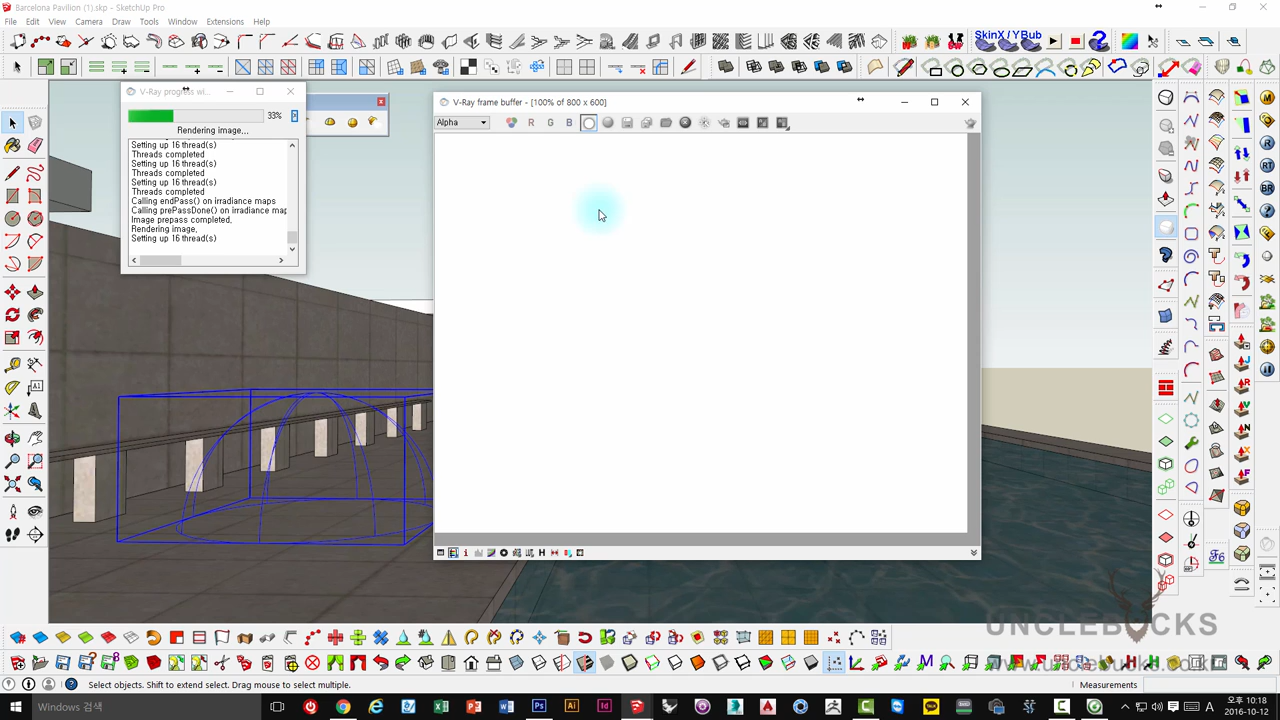 Barcelona Pavilion (1).skp - SketchUp Pro
File Edit View Camera Draw Tools Window Extensions Help
SkinX / YBub
V-Ray progress wi...
33%
Rendering image...
Setting up 16 thread(s)
Threads completed
Setting up 16 thread(s)
Threads completed
Setting up 16 thread(s)
Threads completed
Calling endPass() on irradiance maps
Calling prePassDone() on irradiance map
Image prepass completed.
Rendering image.
Setting up 16 thread(s)
V-Ray frame buffer - [100% of 800 x 600]
Alpha
R G B
UNCLEBUCKS
www.unclebucks.co.kr
Select objects. Shift to extend select. Drag mouse to select multiple.
Measurements
Windows 검색
오후 10:18
2016-10-12